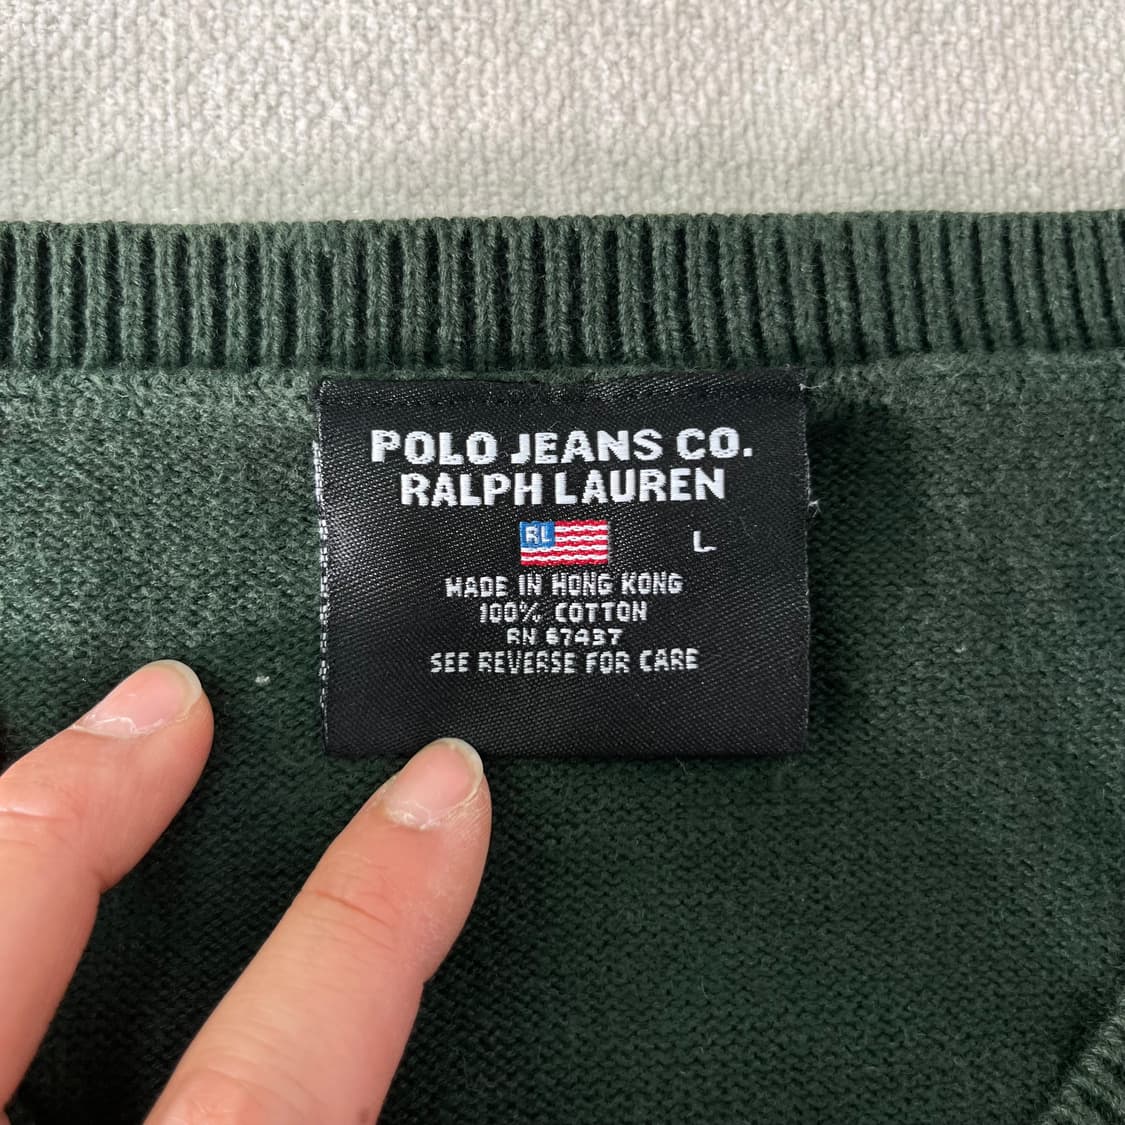 POLO JEANS CO.
RALPH LAUREN
RL
L
MADE IN HONG KONG
100% COTTON
RN 67437
SEE REVERSE FOR CARE